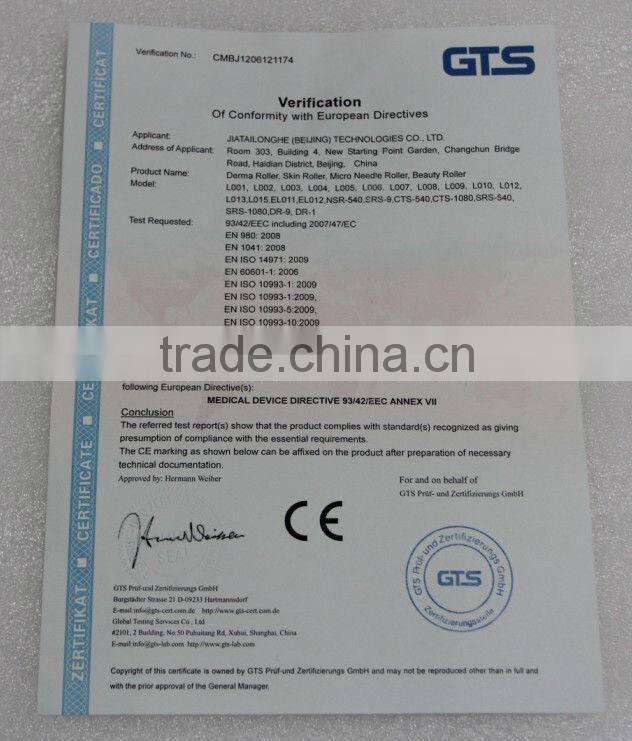 Verification No.: CMBJ1206121174
GTS
Verification
Of Conformity with European Directives
Applicant: JIATAILONGHE (BEIJING) TECHNOLOGIES CO., LTD.
Address of Applicant: Room 303, Building 4, New Starting Point Garden, Changchun Bridge
Road, Haidian District, Beijing, China
Product Name: Derma Roller, Skin Roller, Micro Needle Roller, Beauty Roller
Model: L001, L002, L003, L004, L005, L006, L007, L008, L009, L010, L012,
L013,L015,EL011,EL012,NSR-540,SRS-9,CTS-540,CTS-1080,SRS-540,
SRS-1080,DR-9, DR-1
Test Requested: 93/42/EEC including 2007/47/EC
EN 980: 2008
EN 1041: 2008
EN ISO 14971: 2009
EN 60601-1: 2006
EN ISO 10993-1: 2009
EN ISO 10993-1:2009,
EN ISO 10993-5:2009,
EN ISO 10993-10:2009
trade.china.cn
following European Directive(s):
MEDICAL DEVICE DIRECTIVE 93/42/EEC ANNEX VII
Conclusion
The referred test report(s) show that the product complies with standard(s) recognized as giving
presumption of compliance with the essential requirements.
The CE marking as shown below can be affixed on the product after preparation of necessary
technical documentation.
Approved by: Hermann Weiher
For and on behalf of
GTS Prüf- und Zertifizierungs GmbH
CE
SEAL
GTS Prüf-und Zertifizierungs GmbH
GTS
Zertifizierungsstelle
GTS Prüf-und Zertifizierungs GmbH
Burgstädter Strasse 21 D-09233 Hartmannsdorf
E-mail:info@gts-cert.com.de http://www.gts-cert.com.de
Global Testing Services Co., Ltd
#2101, 2 Building, No.50 Puhuitang Rd, Xuhui, Shanghai, China
E-mail:info@gts-lab.com http://www.gts-lab.com
Copyright of this certificate is owned by GTS Prüf-und Zertifizierungs GmbH and may not be reproduced other than in full and
with the prior approval of the General Manager.
ZERTIFIKAT ■ CERTIFICATE ■ CE
FIKAT ■ CERTIFICADO ■ CERTIFICAT